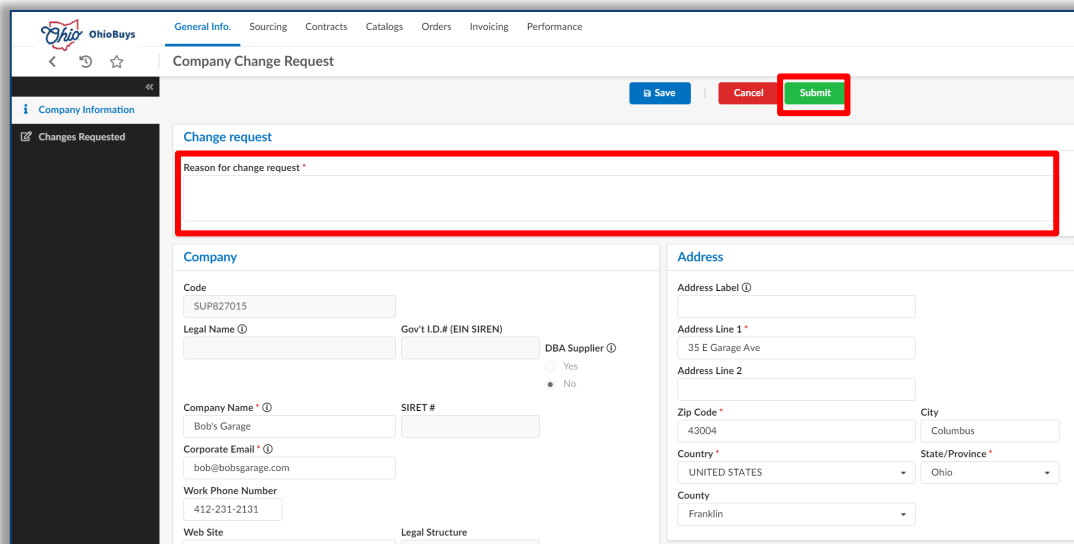 Ohio OhioBuys
General Info. Sourcing Contracts Catalogs Orders Invoicing Performance
Company Change Request
Save Cancel Submit
Company Information
Changes Requested
Change request
Reason for change request *
Company
Code
SUP827015
Legal Name Gov't I.D.# (EIN SIREN)
DBA Supplier
Yes
No
Company Name * SIRET #
Bob's Garage
Corporate Email *
bob@bobsgarage.com
Work Phone Number
412-231-2131
Web Site Legal Structure
Address
Address Label
Address Line 1 *
35 E Garage Ave
Address Line 2
Zip Code * City
43004 Columbus
Country * State/Province *
UNITED STATES Ohio
County
Franklin